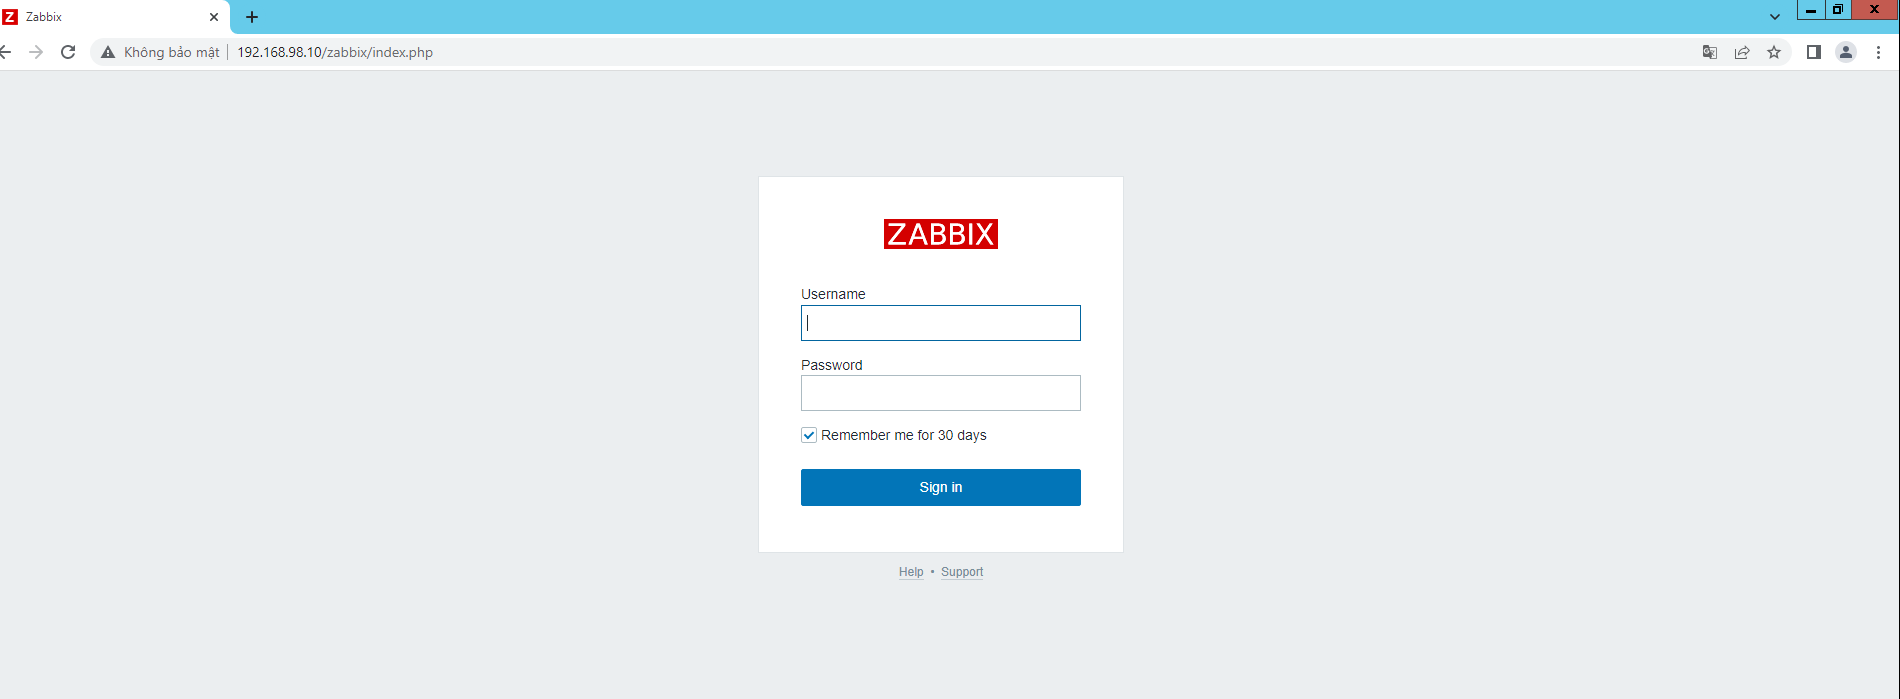 Z Zabbix
Không bảo mật | 192.168.98.10/zabbix/index.php
ZABBIX
Username
Password
Remember me for 30 days
Sign in
Help • Support